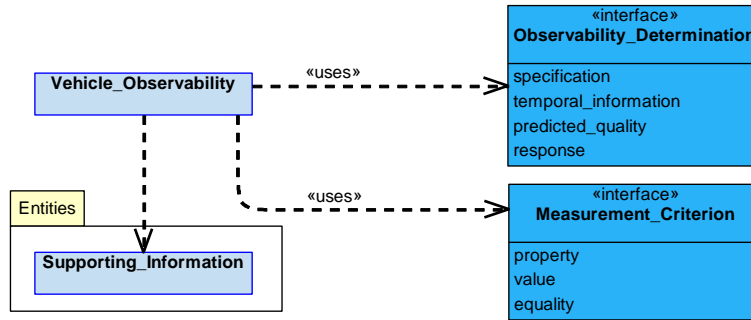 «interface»
Observability_Determination
specification
temporal_information
predicted_quality
response
Vehicle_Observability
«uses»
«uses»
«interface»
Measurement_Criterion
property
value
equality
Entities
Supporting_Information